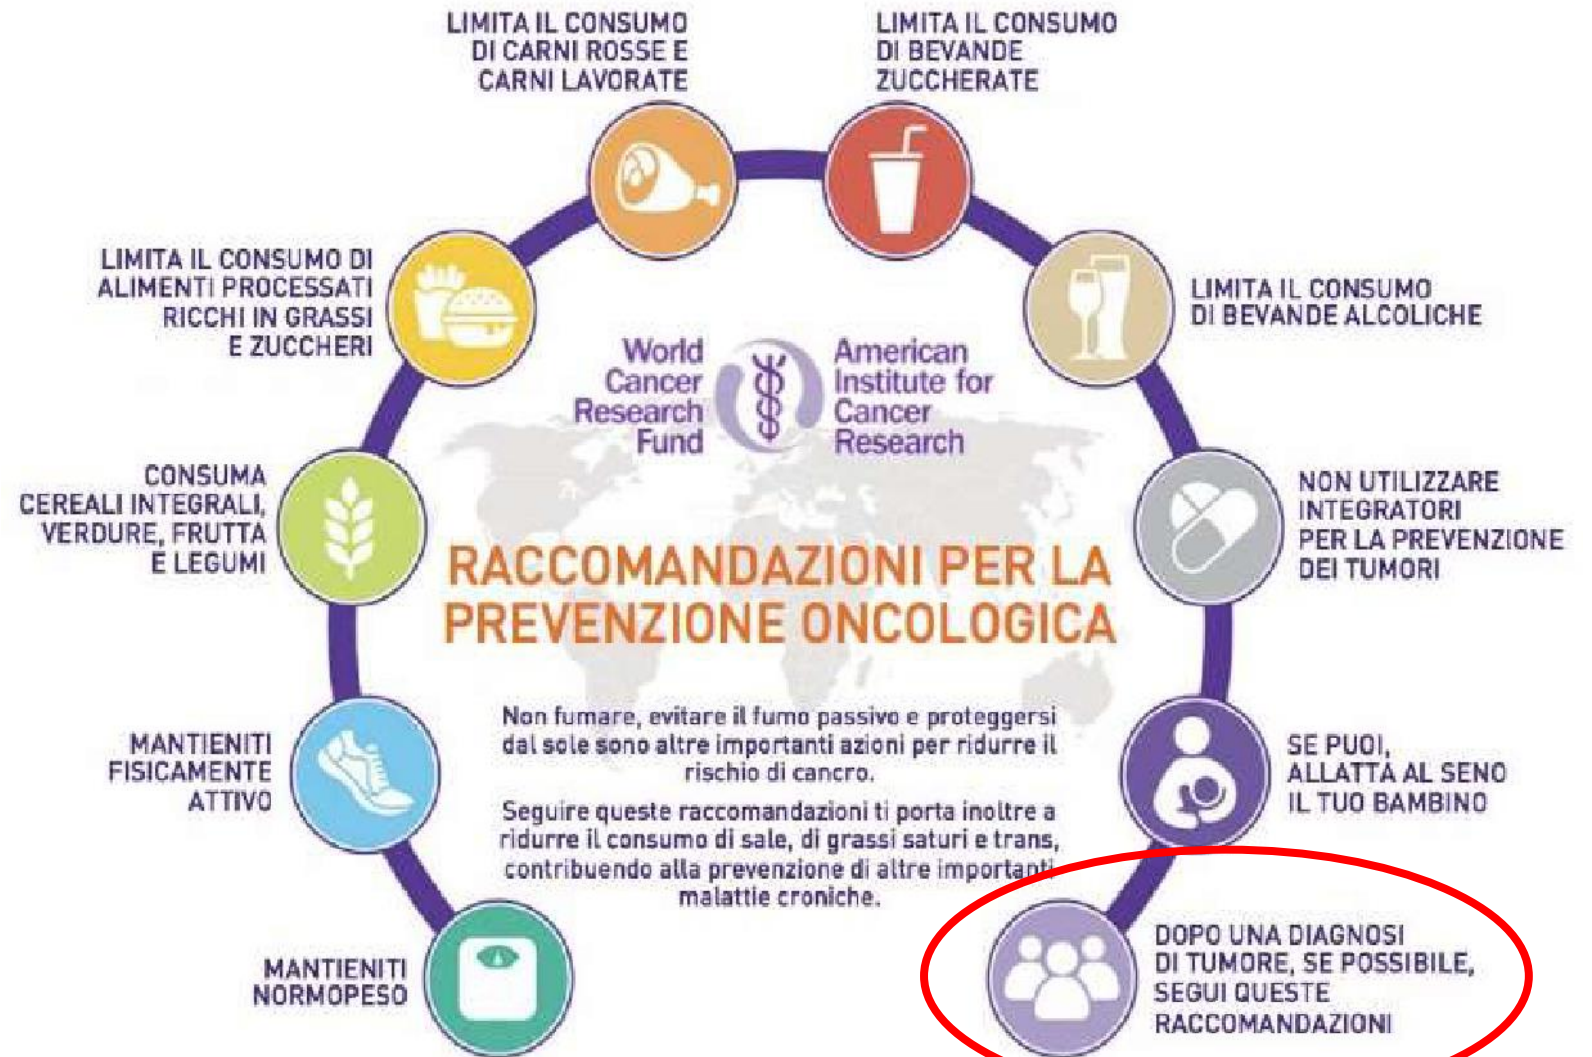 LIMITA IL CONSUMO
DI CARNI ROSSE E
CARNI LAVORATE
LIMITA IL CONSUMO
DI BEVANDE
ZUCCHERATE
LIMITA IL CONSUMO DI
ALIMENTI PROCESSATI
RICCHI IN GRASSI
E ZUCCHERI
LIMITA IL CONSUMO
DI BEVANDE ALCOLICHE
World
Cancer
Research
Fund
American
Institute for
Cancer
Research
CONSUMA
CEREALI INTEGRALI,
VERDURE, FRUTTA
E LEGUMI
NON UTILIZZARE
INTEGRATORI
PER LA PREVENZIONE
DEI TUMORI
RACCOMANDAZIONI PER LA
PREVENZIONE ONCOLOGICA
MANTIENITI
FISICAMENTE
ATTIVO
Non fumare, evitare il fumo passivo e proteggersi
dal sole sono altre importanti azioni per ridurre il
rischio di cancro.
Seguire queste raccomandazioni ti porta inoltre a
ridurre il consumo di sale, di grassi saturi e trans,
contribuendo alla prevenzione di altre importanti
malattie croniche.
SE PUOI,
ALLATTA AL SENO
IL TUO BAMBINO
MANTIENITI
NORMOPESO
DOPO UNA DIAGNOSI
DI TUMORE, SE POSSIBILE,
SEGUI QUESTE
RACCOMANDAZIONI